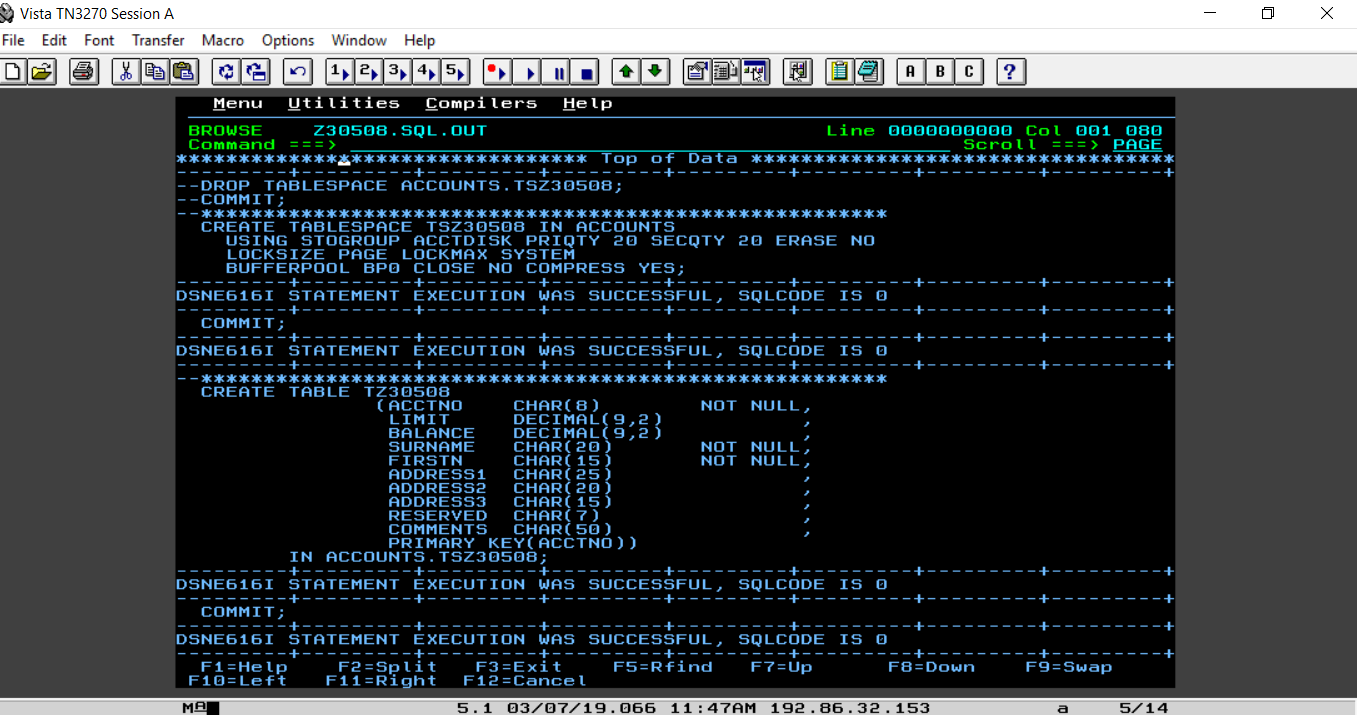 Vista TN3270 Session A
File Edit Font Transfer Macro Options Window Help
1 2 3 4 5 A B C ?
Menu Utilities Compilers Help
BROWSE Z30508.SQL.OUT Line 0000000000 Col 001 080
Command ===> Scroll ===> PAGE
********************************* Top of Data **********************************
---------+---------+---------+---------+---------+---------+---------+---------+
--DROP TABLESPACE ACCOUNTS.TSZ30508;
--COMMIT;
--*******************************************************
CREATE TABLESPACE TSZ30508 IN ACCOUNTS
USING STOGROUP ACCTDISK PRIQTY 20 SECQTY 20 ERASE NO
LOCKSIZE PAGE LOCKMAX SYSTEM
BUFFERPOOL BP0 CLOSE NO COMPRESS YES;
---------+---------+---------+---------+---------+---------+---------+---------+
DSNE616I STATEMENT EXECUTION WAS SUCCESSFUL, SQLCODE IS 0
---------+---------+---------+---------+---------+---------+---------+---------+
COMMIT;
---------+---------+---------+---------+---------+---------+---------+---------+
DSNE616I STATEMENT EXECUTION WAS SUCCESSFUL, SQLCODE IS 0
---------+---------+---------+---------+---------+---------+---------+---------+
--*******************************************************
CREATE TABLE TZ30508
(ACCTNO CHAR(8) NOT NULL,
LIMIT DECIMAL(9,2) ,
BALANCE DECIMAL(9,2) ,
SURNAME CHAR(20) NOT NULL,
FIRSTN CHAR(15) NOT NULL,
ADDRESS1 CHAR(25) ,
ADDRESS2 CHAR(20) ,
ADDRESS3 CHAR(15) ,
RESERVED CHAR(7) ,
COMMENTS CHAR(50) ,
PRIMARY KEY(ACCTNO))
IN ACCOUNTS.TSZ30508;
---------+---------+---------+---------+---------+---------+---------+---------+
DSNE616I STATEMENT EXECUTION WAS SUCCESSFUL, SQLCODE IS 0
---------+---------+---------+---------+---------+---------+---------+---------+
COMMIT;
---------+---------+---------+---------+---------+---------+---------+---------+
DSNE616I STATEMENT EXECUTION WAS SUCCESSFUL, SQLCODE IS 0
---------+---------+---------+---------+---------+---------+---------+---------+
F1=Help F2=Split F3=Exit F5=Rfind F7=Up F8=Down F9=Swap
F10=Left F11=Right F12=Cancel
MA 5.1 03/07/19.066 11:47AM 192.86.32.153 a 5/14